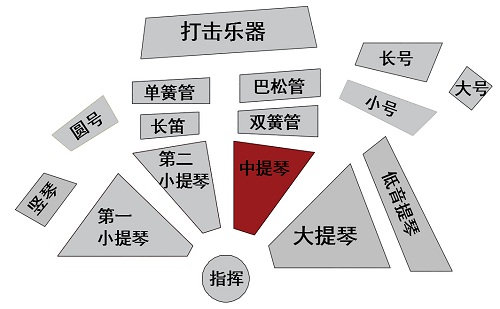 打击乐器
长号
大号
单簧管
巴松管
小号
圆号
长笛
双簧管
第二
小提琴
中提琴
竖琴
第一
小提琴
大提琴
低音提琴
指挥